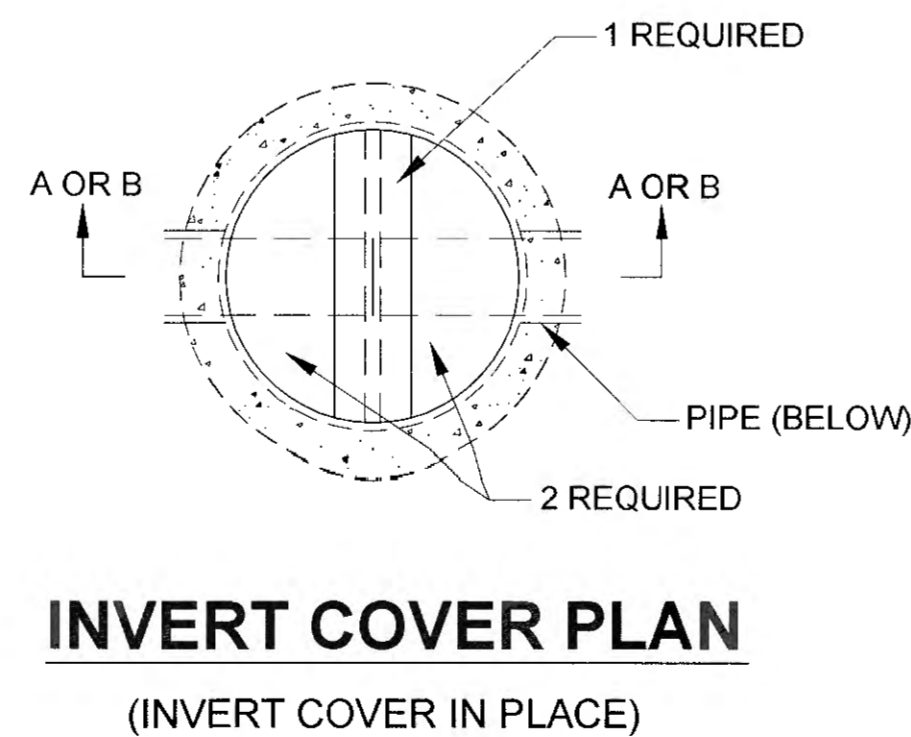 1 REQUIRED
A OR B
A OR B
PIPE (BELOW)
2 REQUIRED
INVERT COVER PLAN
(INVERT COVER IN PLACE)